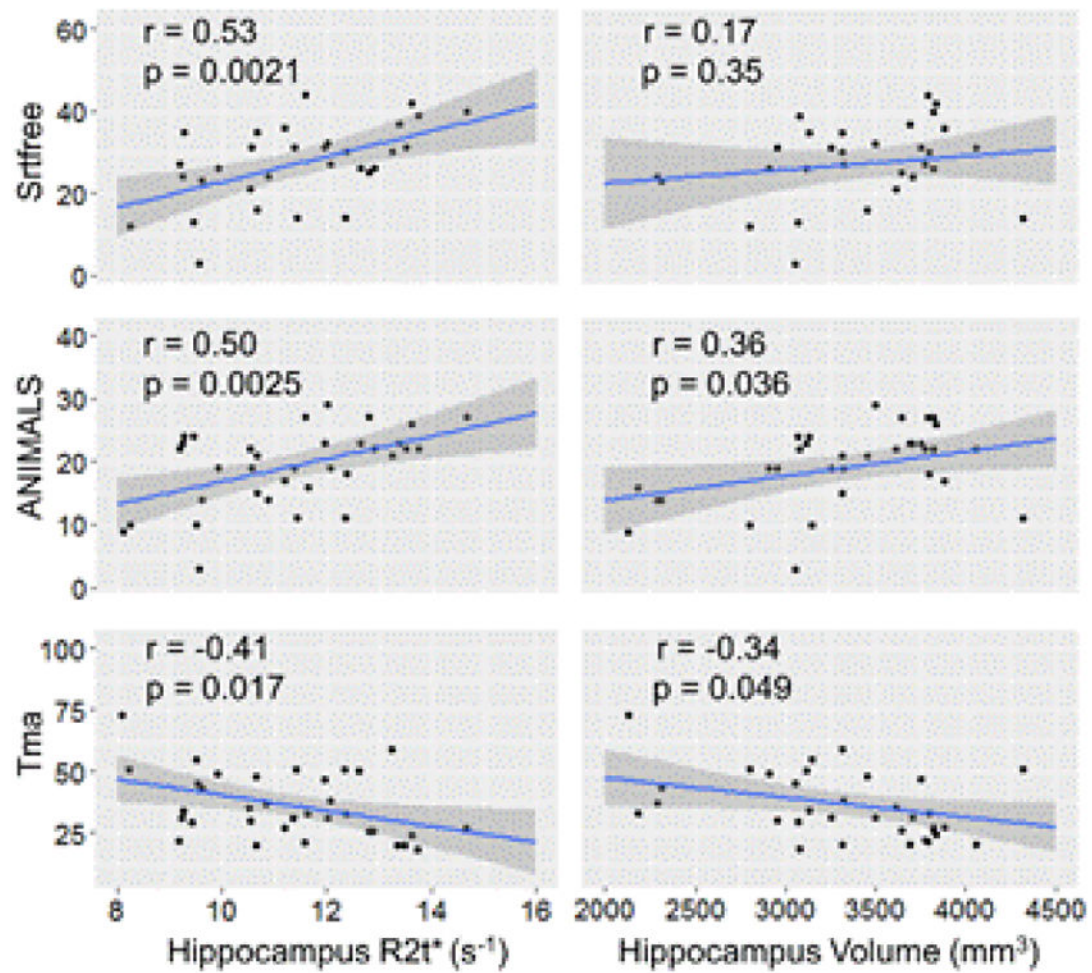 r = 0.53
p = 0.0021
r = 0.17
p = 0.35
Srtfree
60
40
20
0
r = 0.50
p = 0.0025
r = 0.36
p = 0.036
ANIMALS
40
30
20
10
0
r = -0.41
p = 0.017
r = -0.34
p = 0.049
Tma
100
75
50
25
8 10 12 14 16
2000 2500 3000 3500 4000 4500
Hippocampus R2t* (s⁻¹)
Hippocampus Volume (mm³)